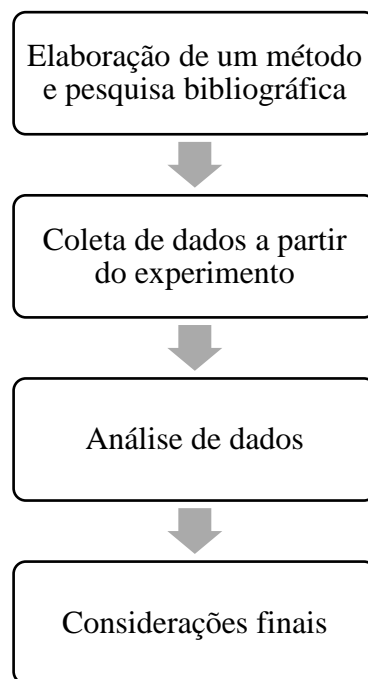 Elaboração de um método
e pesquisa bibliográfica
Coleta de dados a partir
do experimento
Análise de dados
Considerações finais